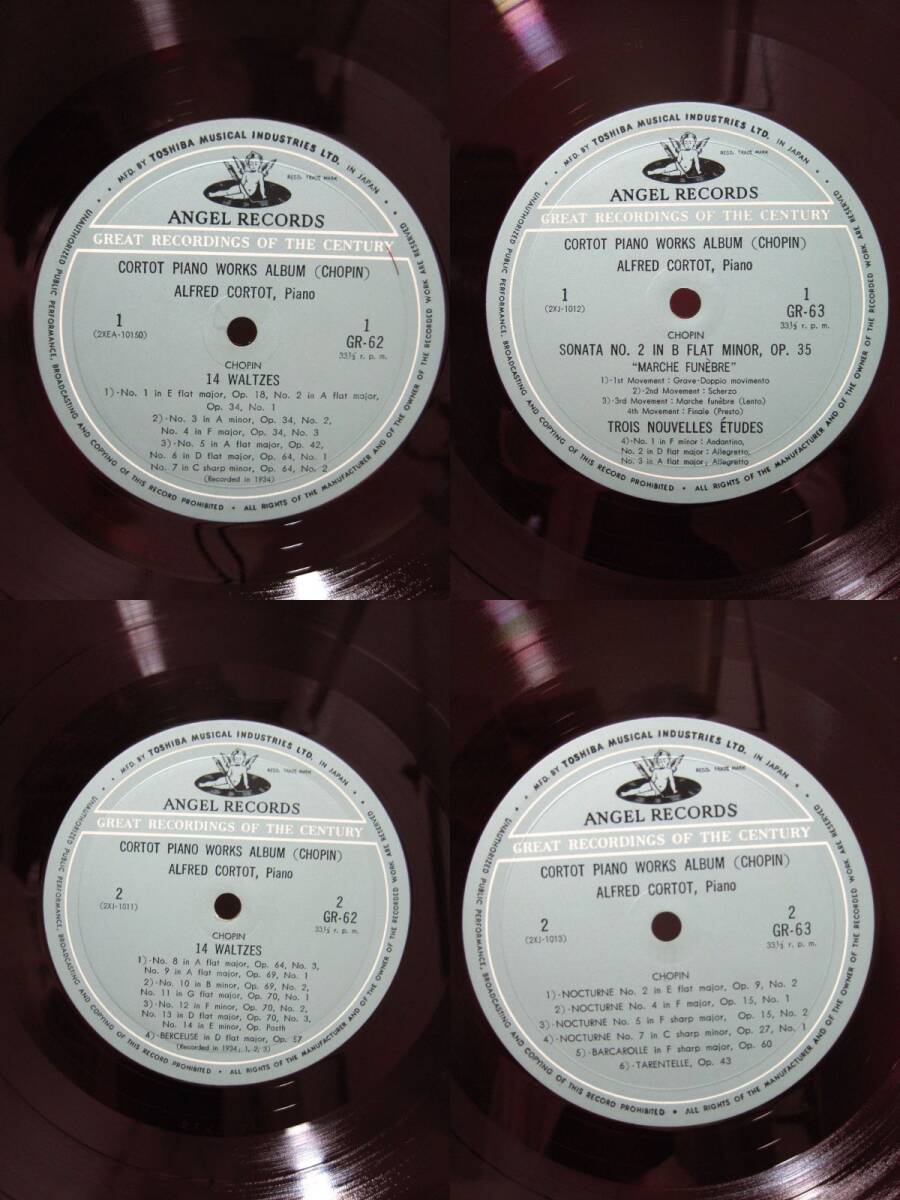 MFD. BY TOSHIBA MUSICAL INDUSTRIES LTD. IN JAPAN
REGD. TRADE MARK
ANGEL RECORDS
GREAT RECORDINGS OF THE CENTURY
CORTOT PIANO WORKS ALBUM (CHOPIN)
ALFRED CORTOT, Piano
1
(2XEA-10150)
1
GR-62
33⅓ r. p. m.
CHOPIN
14 WALTZES
1)-No. 1 in E flat major, Op. 18, No. 2 in A flat major,
Op. 34, No. 1
2)-No. 3 in A minor, Op. 34, No. 2,
No. 4 in F major, Op. 34, No. 3
3)-No. 5 in A flat major, Op. 42,
No. 6 in D flat major, Op. 64, No. 1
No. 7 in C sharp minor, Op. 64, No. 2
(Recorded in 1934)
UNAUTHORIZED PUBLIC PERFORMANCE, BROADCASTING AND COPYING OF THIS RECORD PROHIBITED • ALL RIGHTS OF THE MANUFACTURER AND OF THE OWNER OF THE RECORDED WORK ARE RESERVED
MFD. BY TOSHIBA MUSICAL INDUSTRIES LTD. IN JAPAN
REGD. TRADE MARK
ANGEL RECORDS
GREAT RECORDINGS OF THE CENTURY
CORTOT PIANO WORKS ALBUM (CHOPIN)
ALFRED CORTOT, Piano
1
(2XJ-1012)
1
GR-63
33⅓ r. p. m.
CHOPIN
SONATA NO. 2 IN B FLAT MINOR, OP. 35
"MARCHE FUNÈBRE"
1)-1st Movement : Grave-Doppio movimento
2)-2nd Movement : Scherzo
3)-3rd Movement : Marche funèbre (Lento)
4th Movement : Finale (Presto)
TROIS NOUVELLES ÉTUDES
4)-No. 1 in F minor : Andantino,
No. 2 in D flat major : Allegretto,
No. 3 in A flat major; Allegretto
UNAUTHORIZED PUBLIC PERFORMANCE, BROADCASTING AND COPYING OF THIS RECORD PROHIBITED • ALL RIGHTS OF THE MANUFACTURER AND OF THE OWNER OF THE RECORDED WORK ARE RESERVED
MFD. BY TOSHIBA MUSICAL INDUSTRIES LTD. IN JAPAN
REGD. TRADE MARK
ANGEL RECORDS
GREAT RECORDINGS OF THE CENTURY
CORTOT PIANO WORKS ALBUM (CHOPIN)
ALFRED CORTOT, Piano
2
(2XJ-1011)
2
GR-62
33⅓ r. p. m.
CHOPIN
14 WALTZES
1)-No. 8 in A flat major, Op. 64, No. 3,
No. 9 in A flat major, Op. 69, No. 1
2)-No. 10 in B minor, Op. 69, No. 2,
No. 11 in G flat major, Op. 70, No. 1
3)-No. 12 in F minor, Op. 70, No. 2,
No. 13 in D flat major, Op. 70, No. 3,
No. 14 in E minor, Op. Posth
4)-BERCEUSE in D flat major, Op. 57
(Recorded in 1934; 1, 2, 3)
UNAUTHORIZED PUBLIC PERFORMANCE, BROADCASTING AND COPYING OF THIS RECORD PROHIBITED • ALL RIGHTS OF THE MANUFACTURER AND OF THE OWNER OF THE RECORDED WORK ARE RESERVED
MFD. BY TOSHIBA MUSICAL INDUSTRIES LTD. IN JAPAN
REGD. TRADE MARK
ANGEL RECORDS
GREAT RECORDINGS OF THE CENTURY
CORTOT PIANO WORKS ALBUM (CHOPIN)
ALFRED CORTOT, Piano
2
(2XJ-1013)
2
GR-63
33⅓ r. p. m.
CHOPIN
1)-NOCTURNE No. 2 in E flat major, Op. 9, No. 2
2)-NOCTURNE No. 4 in F major, Op. 15, No. 1
3)-NOCTURNE No. 5 in F sharp major, Op. 15, No. 2
4)-NOCTURNE No. 7 in C sharp minor, Op. 27, No. 1
5)-BARCAROLLE in F sharp major, Op. 60
6)-TARENTELLE, Op. 43
UNAUTHORIZED PUBLIC PERFORMANCE, BROADCASTING AND COPYING OF THIS RECORD PROHIBITED • ALL RIGHTS OF THE MANUFACTURER AND OF THE OWNER OF THE RECORDED WORK ARE RESERVED